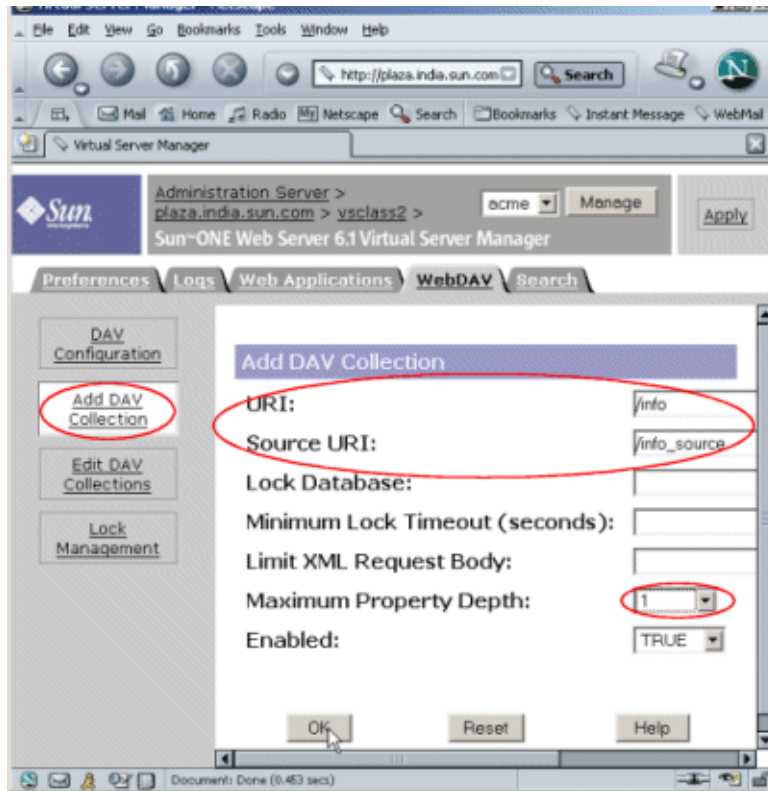 File Edit View Go Bookmarks Tools Window Help
http://plaza.india.sun.com Search N
Mail Home Radio My Netscape Search Bookmarks Instant Message WebMail
Virtual Server Manager
Sun microsystems
Administration Server >
plaza.india.sun.com > vsclass2 >
acme Manage
Apply
Sun ONE Web Server 6.1 Virtual Server Manager
Preferences Logs Web Applications WebDAV Search
DAV
Configuration
Add DAV
Collection
Edit DAV
Collections
Lock
Management
Add DAV Collection
URI: /info
Source URI: /info_source
Lock Database:
Minimum Lock Timeout (seconds):
Limit XML Request Body:
Maximum Property Depth: 1
Enabled: TRUE
OK Reset Help
Document: Done (0.453 secs)